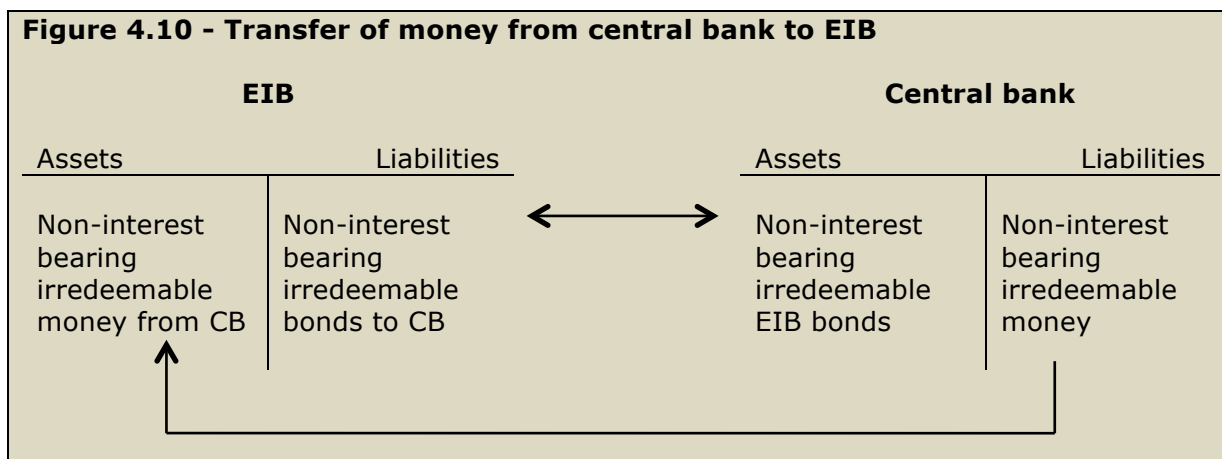 Figure 4.10 - Transfer of money from central bank to EIB
EIB
Central bank
Assets
Liabilities
Assets
Liabilities
Non-interest
bearing
irredeemable
money from CB
Non-interest
bearing
irredeemable
bonds to CB
Non-interest
bearing
irredeemable
EIB bonds
Non-interest
bearing
irredeemable
money